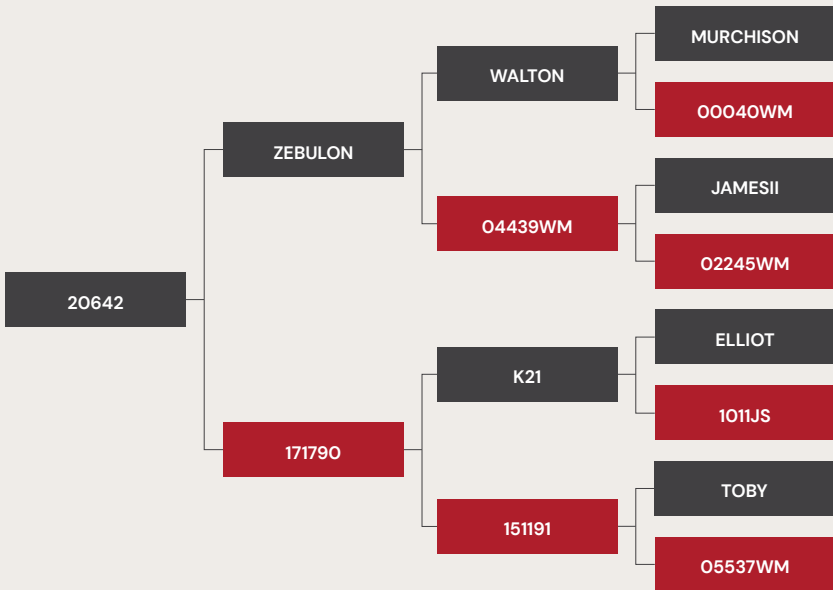 MURCHISON
WALTON
00040WM
ZEBULON
JAMESII
04439WM
02245WM
20642
ELLIOT
K21
1011JS
171790
TOBY
151191
05537WM